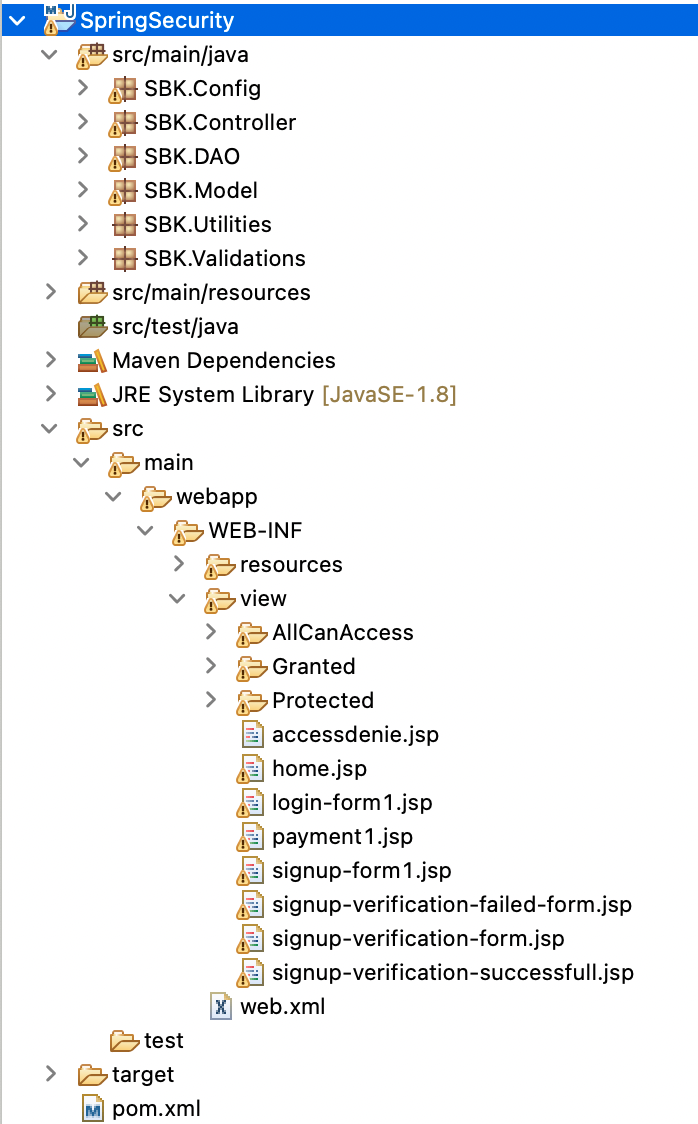 SpringSecurity
src/main/java
SBK.Config
SBK.Controller
SBK.DAO
SBK.Model
SBK.Utilities
SBK.Validations
src/main/resources
src/test/java
Maven Dependencies
JRE System Library [JavaSE-1.8]
src
main
webapp
WEB-INF
resources
view
AllCanAccess
Granted
Protected
accessdenie.jsp
home.jsp
login-form1.jsp
payment1.jsp
signup-form1.jsp
signup-verification-failed-form.jsp
signup-verification-form.jsp
signup-verification-successfull.jsp
web.xml
test
target
pom.xml